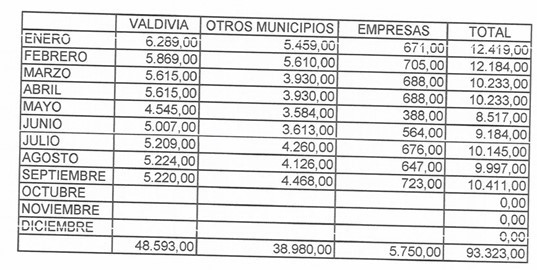 VALDIVIA OTROS MUNICIPIOS EMPRESAS TOTAL
ENERO 6.289,00 5.459,00 671,00 12.419,00
FEBRERO 5.869,00 5.610,00 705,00 12.184,00
MARZO 5.615,00 3.930,00 688,00 10.233,00
ABRIL 5.615,00 3.930,00 688,00 10.233,00
MAYO 4.545,00 3.584,00 388,00 8.517,00
JUNIO 5.007,00 3.613,00 564,00 9.184,00
JULIO 5.209,00 4.260,00 676,00 10.145,00
AGOSTO 5.224,00 4.126,00 647,00 9.997,00
SEPTIEMBRE 5.220,00 4.468,00 723,00 10.411,00
OCTUBRE 0,00
NOVIEMBRE 0,00
DICIEMBRE 0,00
48.593,00 38.980,00 5.750,00 93.323,00